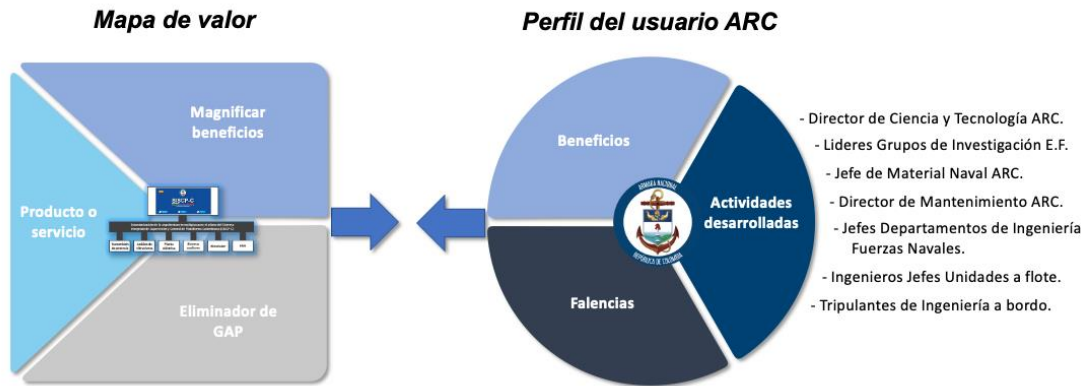 Mapa de valor
Perfil del usuario ARC
Magnificar
beneficios
Producto o
servicio
Eliminador de
GAP
SISCP-C
Beneficios
Actividades
desarrolladas
Falencias
ARMADA NACIONAL
REPÚBLICA DE COLOMBIA
- Director de Ciencia y Tecnología ARC.
- Lideres Grupos de Investigación E.F.
- Jefe de Material Naval ARC.
- Director de Mantenimiento ARC.
- Jefes Departamentos de Ingeniería
Fuerzas Navales.
- Ingenieros Jefes Unidades a flote.
- Tripulantes de Ingeniería a bordo.